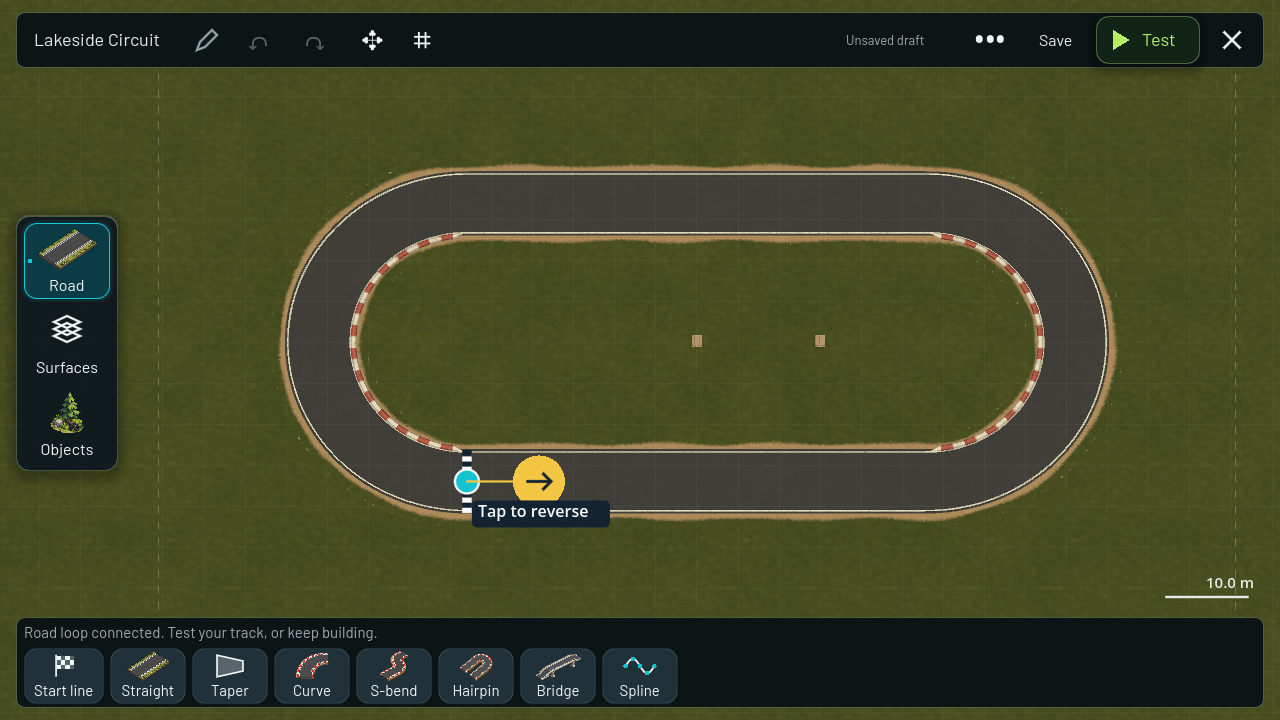 Lakeside Circuit
Unsaved draft
Save
Test
Road
Surfaces
Objects
Tap to reverse
10.0 m
Road loop connected. Test your track, or keep building.
Start line
Straight
Taper
Curve
S-bend
Hairpin
Bridge
Spline